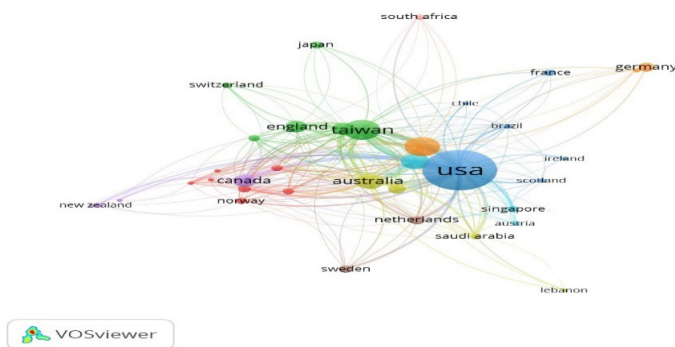 south africa
japan
germany
france
switzerland
chile
england
taiwan
brazil
ireland
usa
canada
australia
scotland
new zealand
norway
singapore
netherlands
austria
saudi arabia
sweden
lebanon
VOSviewer